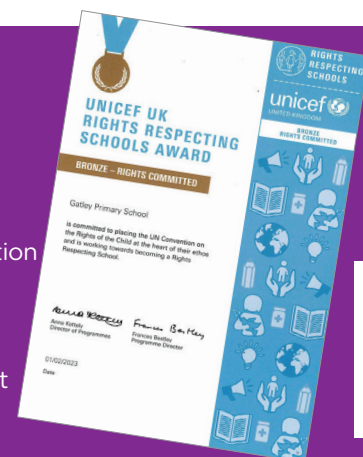 RIGHTS
RESPECTING
SCHOOLS
unicef
UNITED KINGDOM
BRONZE
RIGHTS COMMITTED
UNICEF UK
RIGHTS RESPECTING
SCHOOLS AWARD
BRONZE – RIGHTS COMMITTED
Gatley Primary School
is committed to placing the UN Convention on
the Rights of the Child at the heart of their ethos
and is working towards becoming a Rights
Respecting School.
Director of Programmes
Frances Bestley
Programme Director
01/02/2023
Date
tion
t